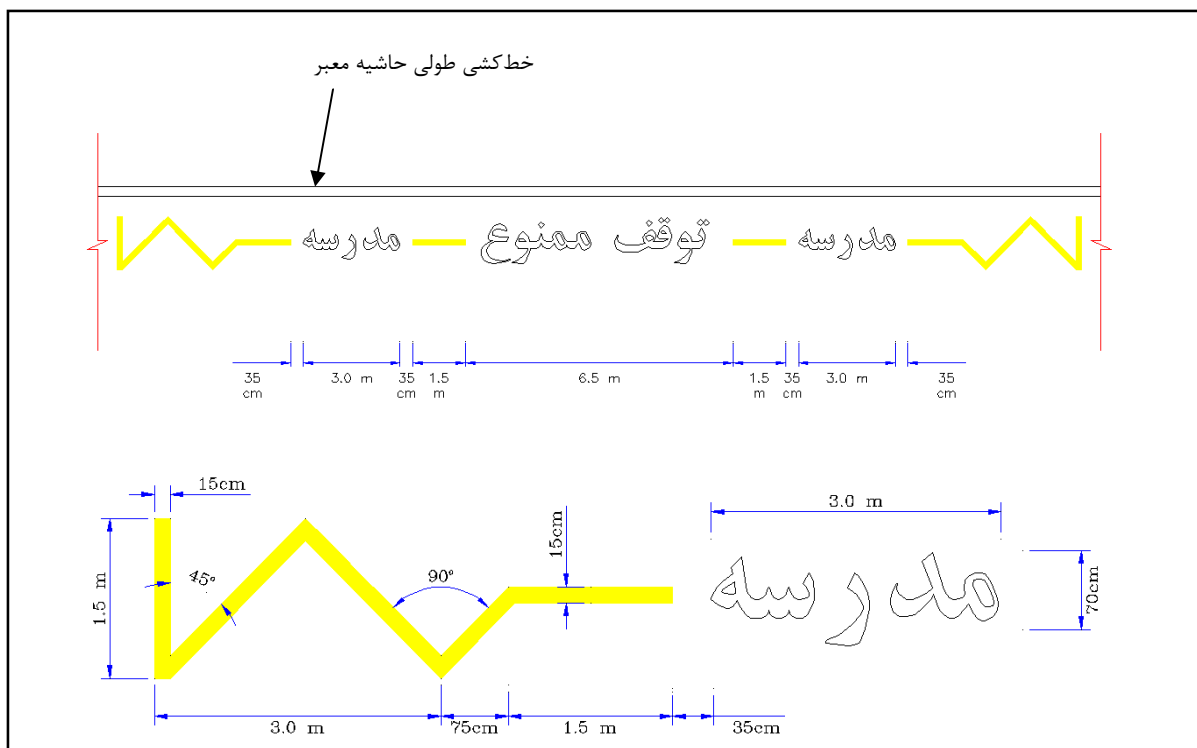 خط‌کشی طولی حاشیه معبر
مدرسه توقف ممنوع مدرسه
35 cm 3.0 m 35 cm 1.5 m 6.5 m 1.5 m 35 cm 3.0 m 35 cm
15cm
1.5 m
45°
90°
15cm
3.0 m
مدرسه
70cm
3.0 m 75cm 1.5 m 35cm